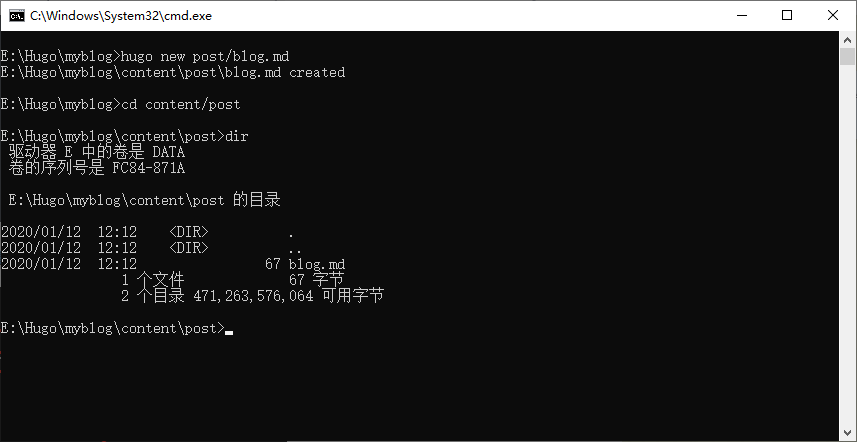 C:\Windows\System32\cmd.exe
E:\Hugo\myblog>hugo new post/blog.md
E:\Hugo\myblog\content\post\blog.md created
E:\Hugo\myblog>cd content/post
E:\Hugo\myblog\content\post>dir
驱动器 E 中的卷是 DATA
卷的序列号是 FC84-871A
E:\Hugo\myblog\content\post 的目录
2020/01/12  12:12    <DIR>          .
2020/01/12  12:12    <DIR>          ..
2020/01/12  12:12                67 blog.md
1 个文件             67 字节
2 个目录 471,263,576,064 可用字节
E:\Hugo\myblog\content\post>